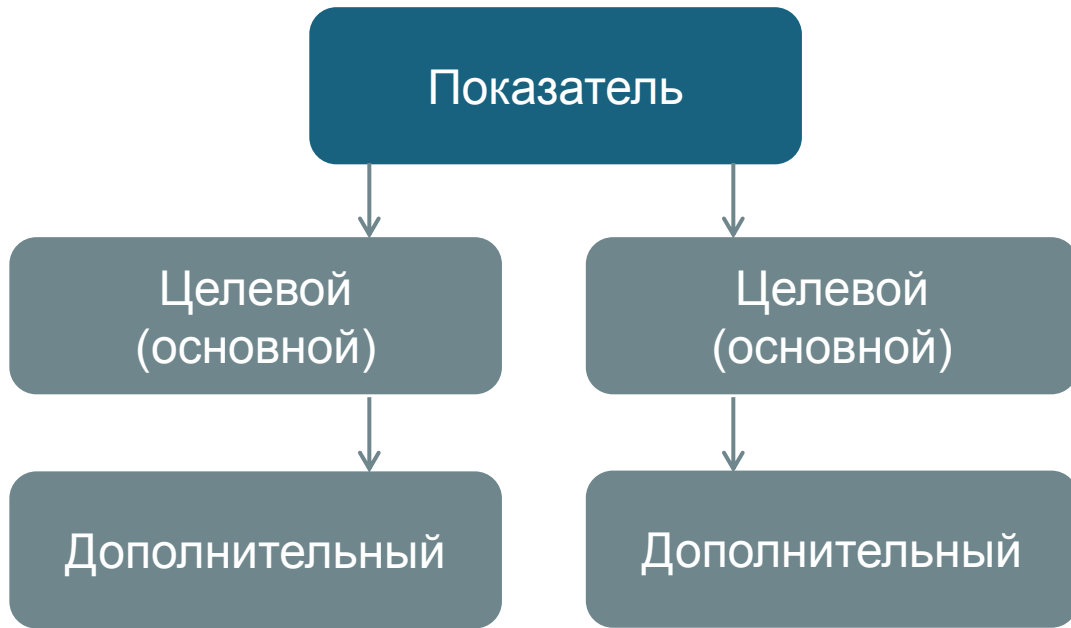 Показатель
Целевой
(основной)
Целевой
(основной)
Дополнительный
Дополнительный